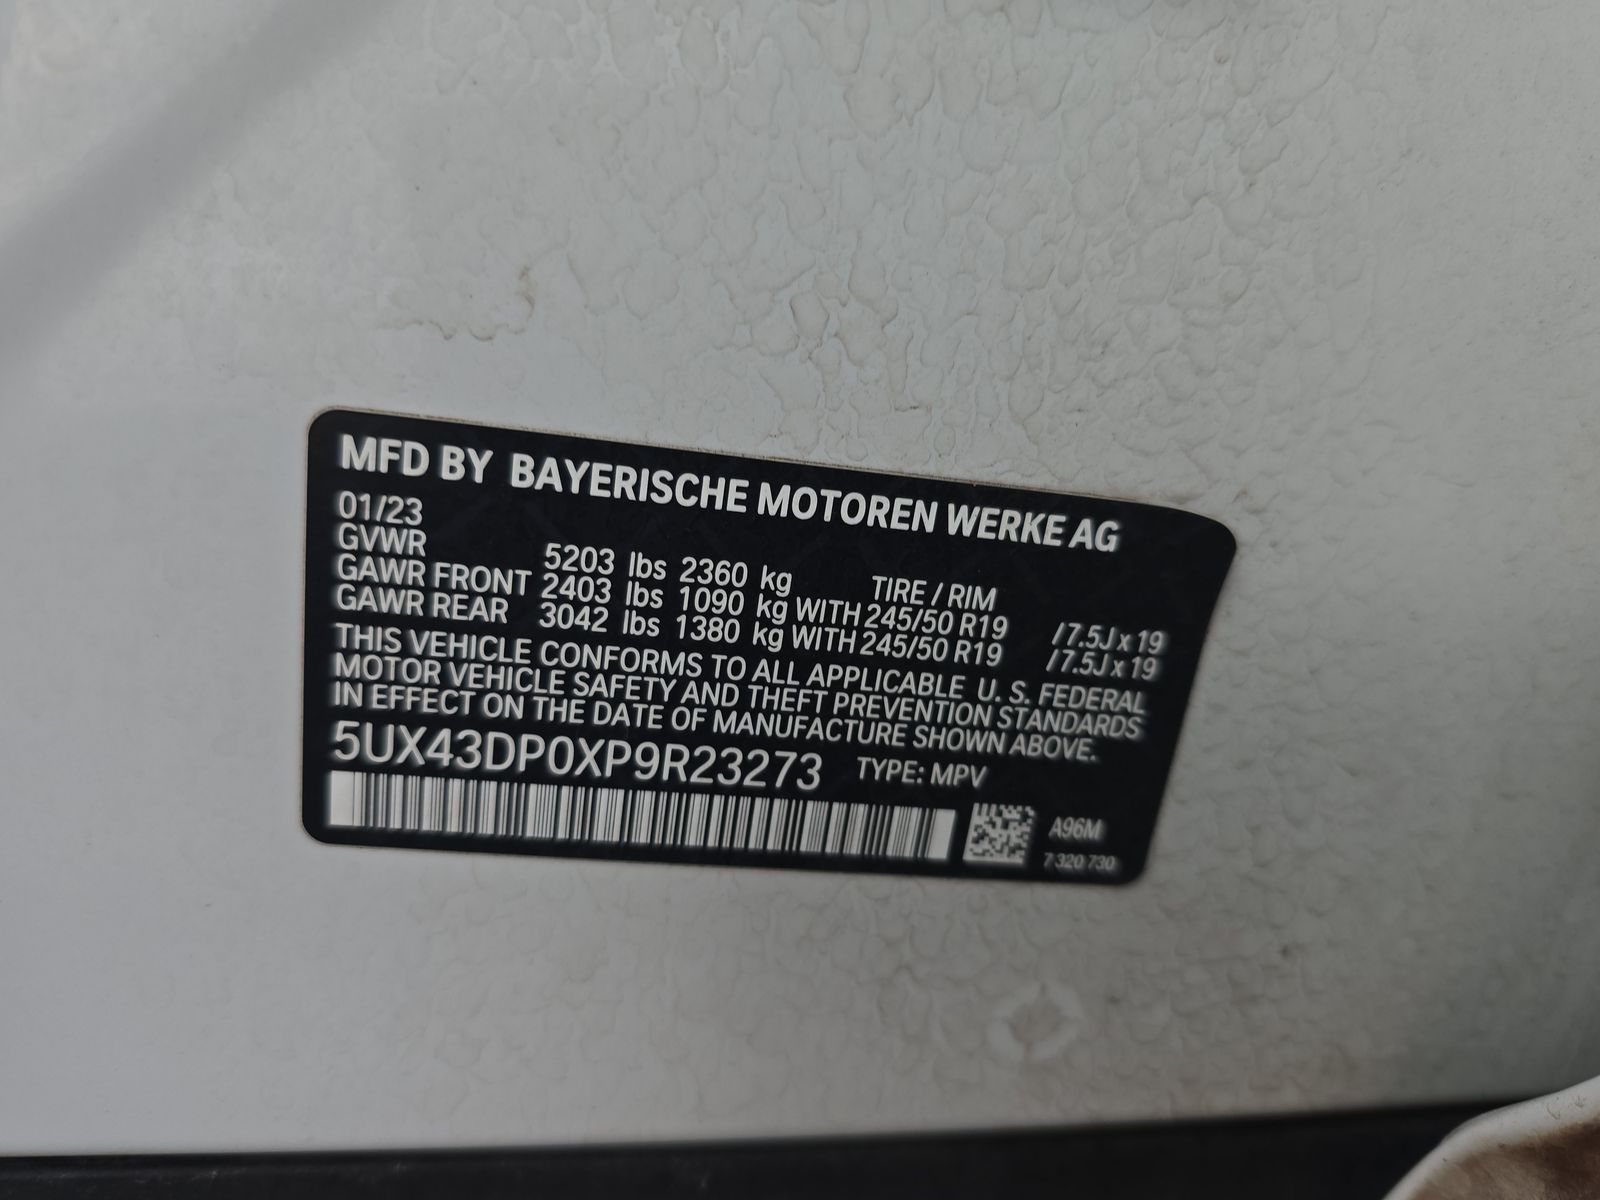 MFD BY BAYERISCHE MOTOREN WERKE AG
01/23
GVWR 5203 lbs 2360 kg TIRE / RIM
GAWR FRONT 2403 lbs 1090 kg WITH 245/50 R19 / 7.5J x 19
GAWR REAR 3042 lbs 1380 kg WITH 245/50 R19 / 7.5J x 19
THIS VEHICLE CONFORMS TO ALL APPLICABLE U. S. FEDERAL
MOTOR VEHICLE SAFETY AND THEFT PREVENTION STANDARDS
IN EFFECT ON THE DATE OF MANUFACTURE SHOWN ABOVE.
5UX43DP0XP9R23273 TYPE: MPV
A96M
7 320 730